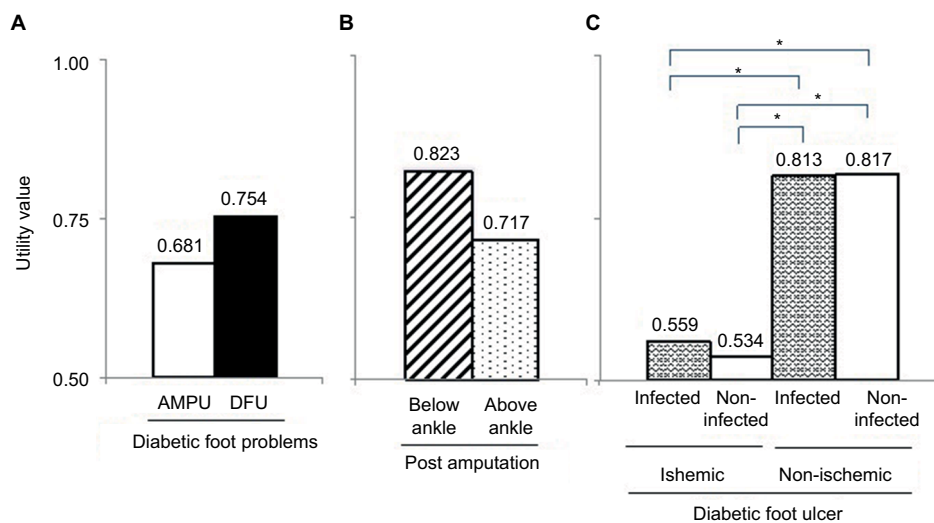 A
B
C
Utility value
1.00
0.75
0.50
0.681
0.754
AMPU DFU
Diabetic foot problems
0.823
0.717
Below
ankle
Above
ankle
Post amputation
*
*
*
*
0.559
0.534
0.813
0.817
Infected
Non-
infected
Infected
Non-
infected
Ishemic
Non-ischemic
Diabetic foot ulcer